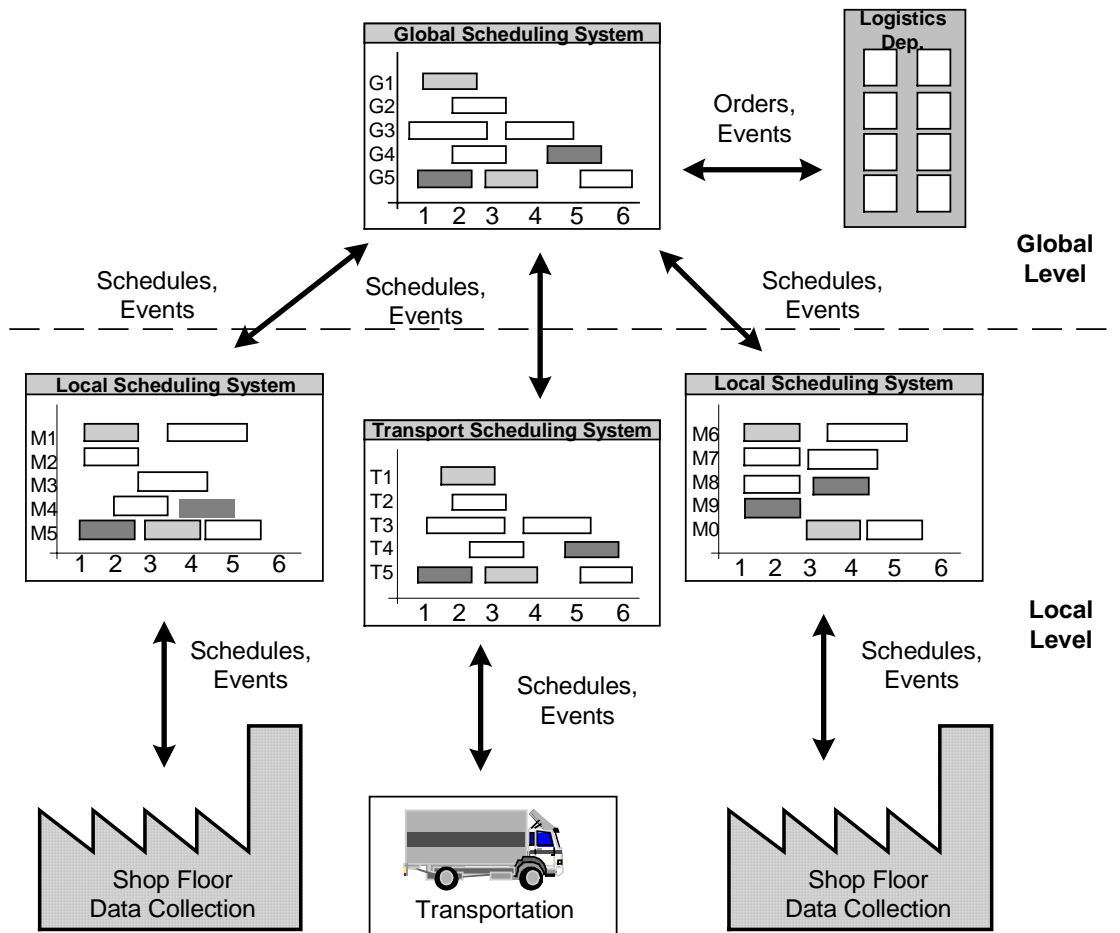 Global Scheduling System
G1
G2
G3
G4
G5
1 2 3 4 5 6
Logistics
Dep.
Orders,
Events
Global
Level
Schedules,
Events
Schedules,
Events
Schedules,
Events
Local Scheduling System
M1
M2
M3
M4
M5
1 2 3 4 5 6
Transport Scheduling System
T1
T2
T3
T4
T5
1 2 3 4 5 6
Local Scheduling System
M6
M7
M8
M9
M0
1 2 3 4 5 6
Local
Level
Schedules,
Events
Schedules,
Events
Schedules,
Events
Shop Floor
Data Collection
Transportation
Shop Floor
Data Collection